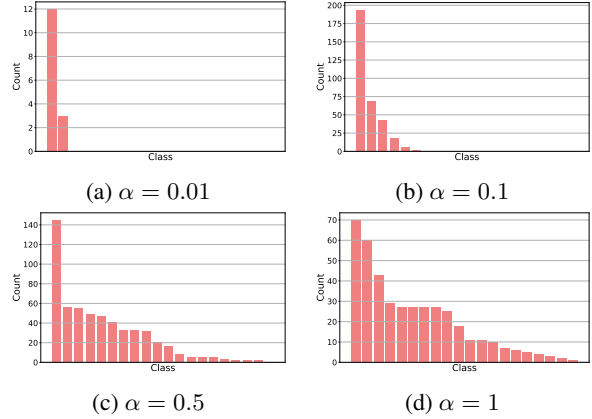 12
10
8
6
4
2
0
Count
Class
(a) α = 0.01
200
175
150
125
100
75
50
25
0
Count
Class
(b) α = 0.1
140
120
100
80
60
40
20
0
Count
Class
(c) α = 0.5
70
60
50
40
30
20
10
0
Count
Class
(d) α = 1